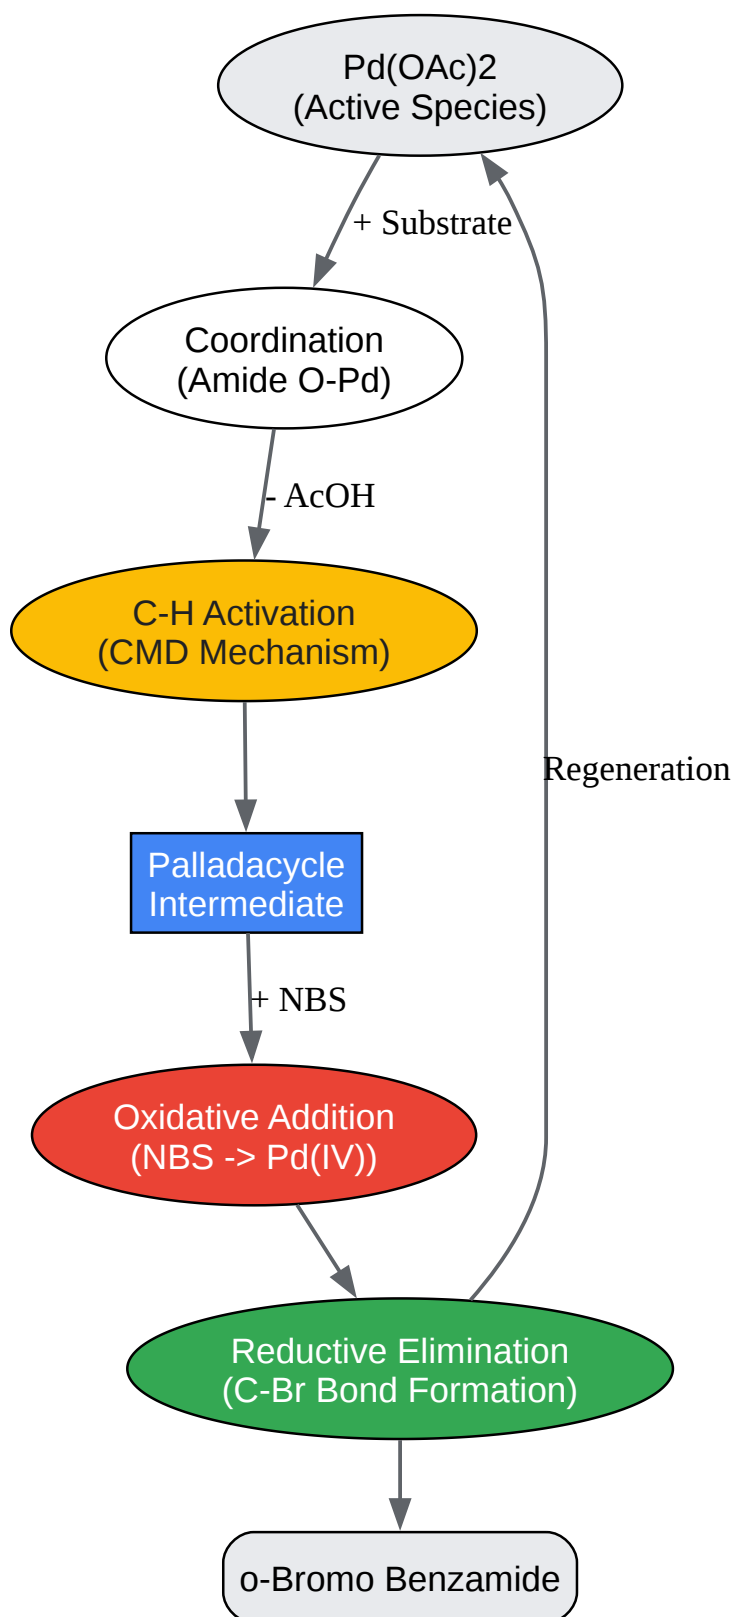 Pd(OAc)2
(Active Species)
+ Substrate
Coordination
(Amide O-Pd)
- AcOH
C-H Activation
(CMD Mechanism)
Regeneration
Palladacycle
Intermediate
+ NBS
Oxidative Addition
(NBS -> Pd(IV))
Reductive Elimination
(C-Br Bond Formation)
o-Bromo Benzamide